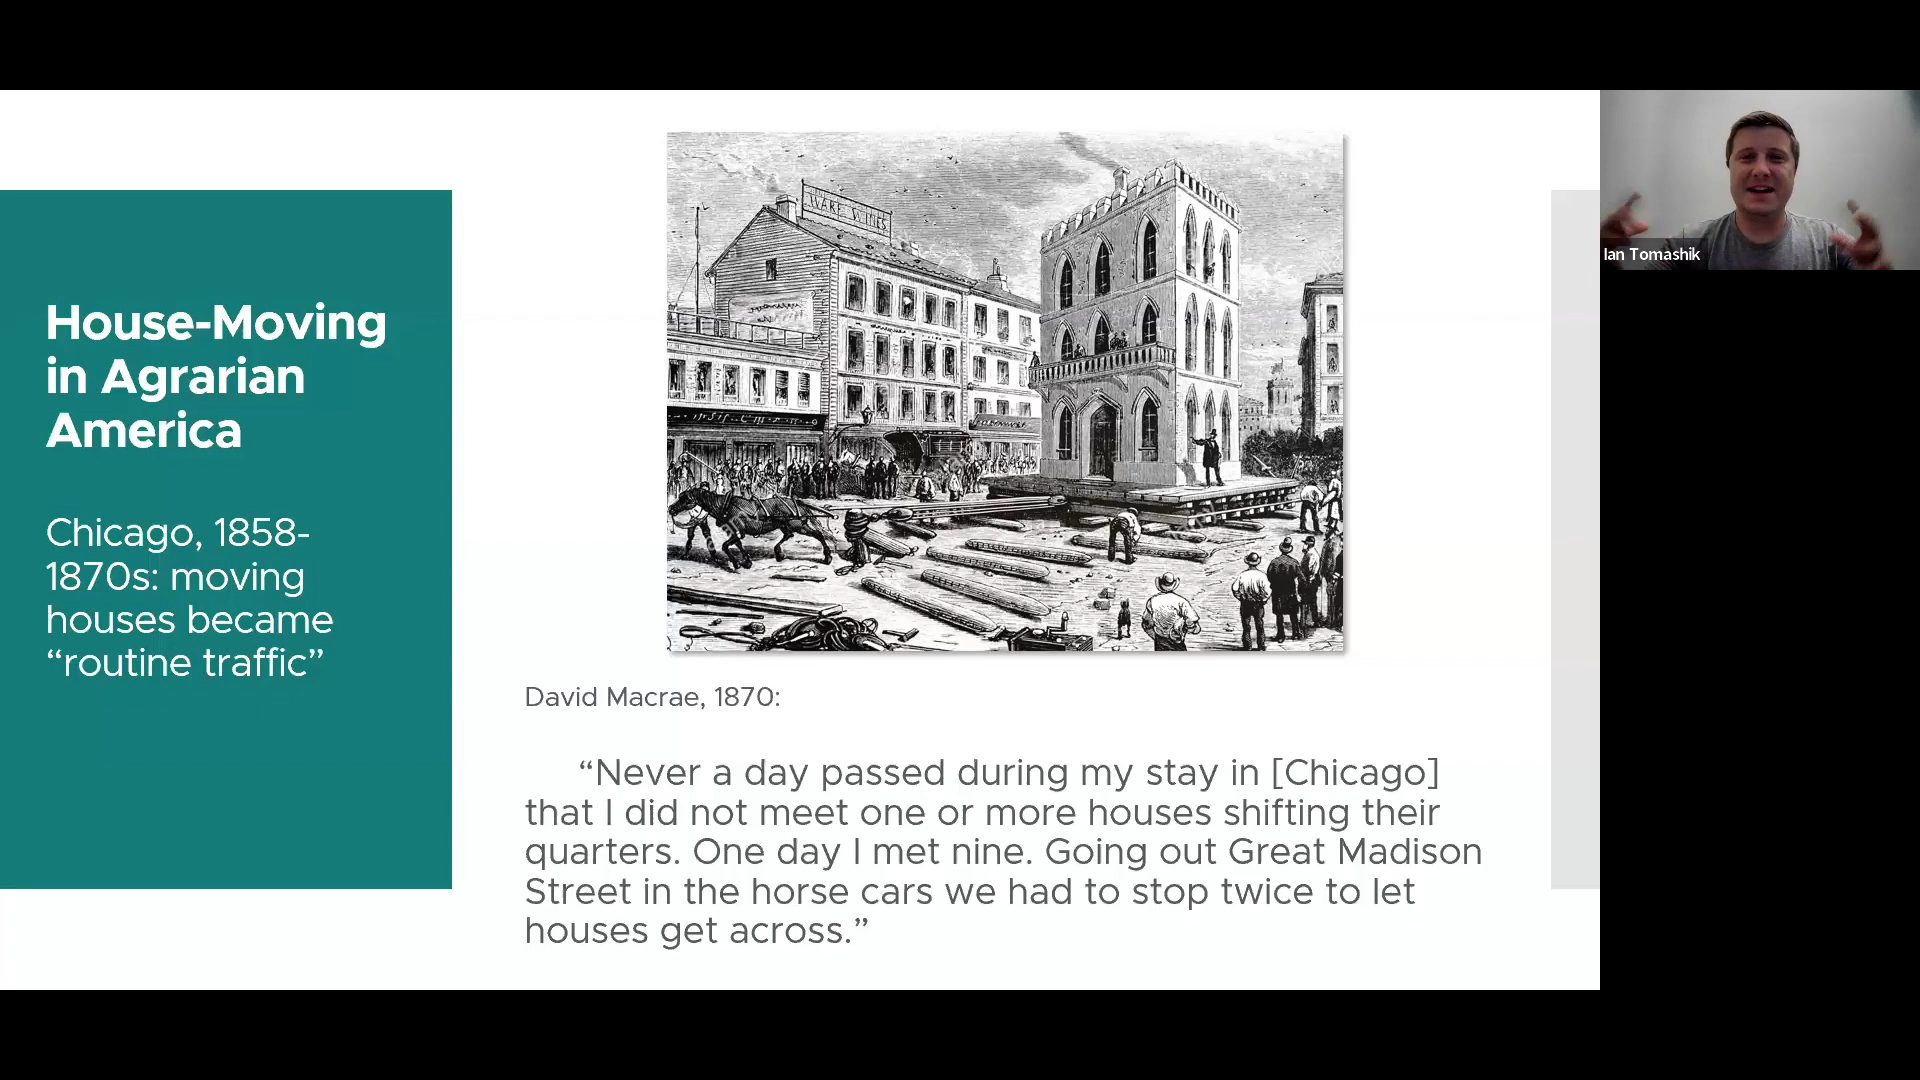 House-Moving
in Agrarian
America
Chicago, 1858-
1870s: moving
houses became
“routine traffic”
WAKE WINES
David Macrae, 1870:
“Never a day passed during my stay in [Chicago]
that I did not meet one or more houses shifting their
quarters. One day I met nine. Going out Great Madison
Street in the horse cars we had to stop twice to let
houses get across.”
Ian Tomashik